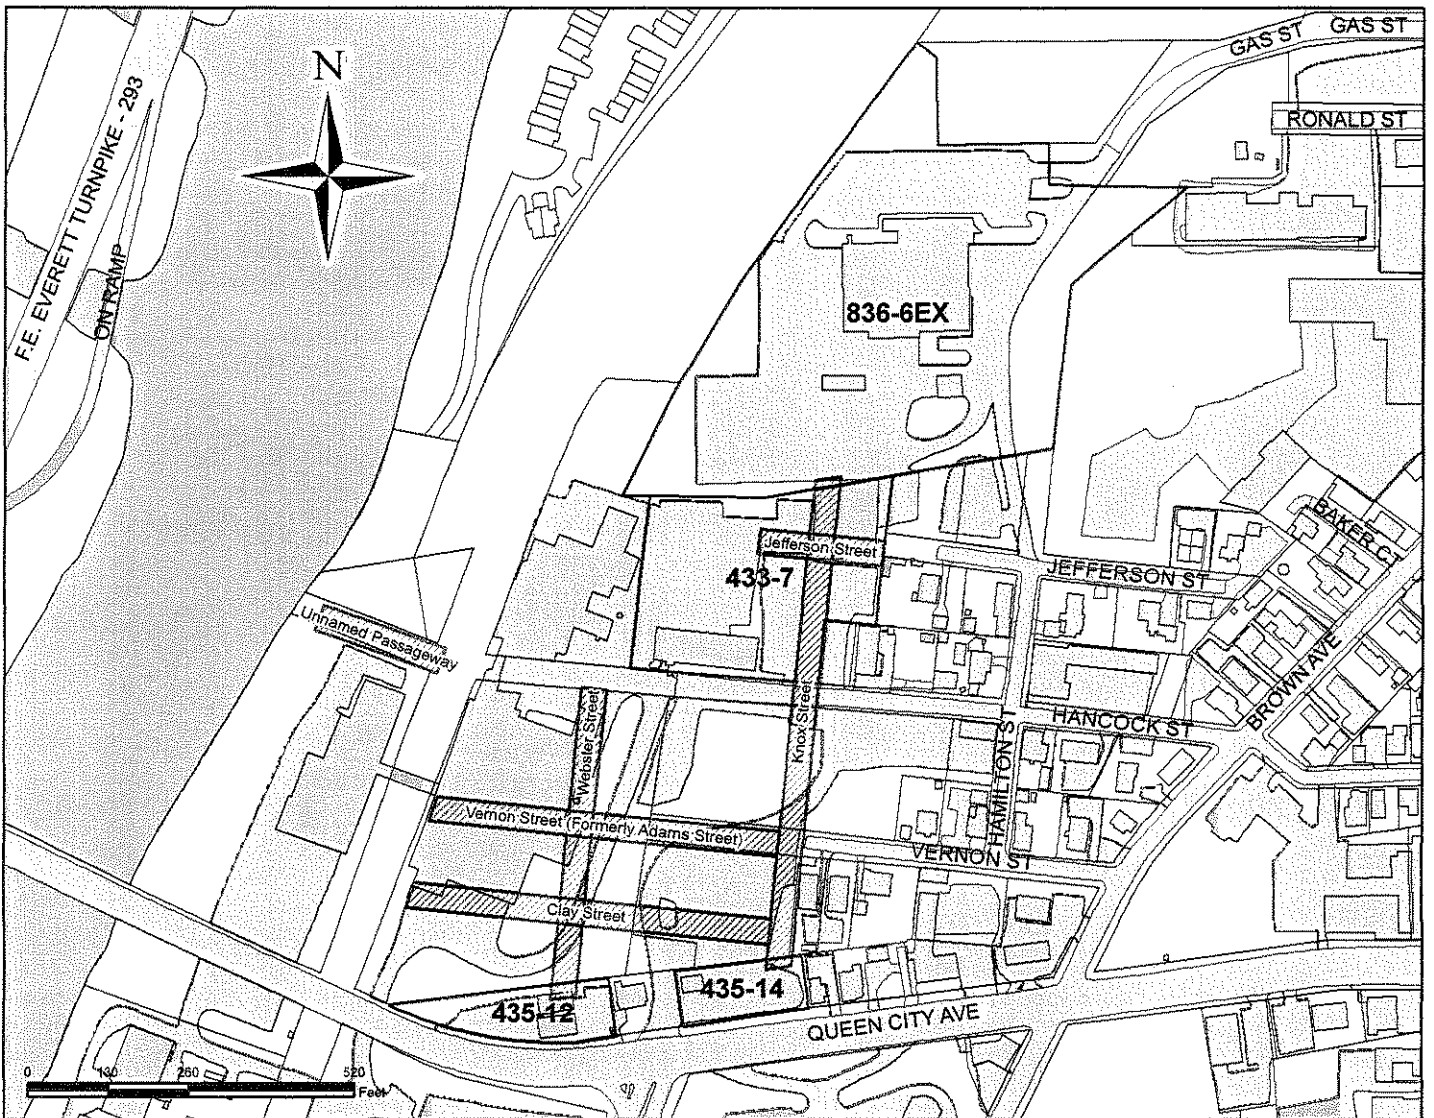 GAS ST
GAS ST
N
RONALD ST
F.E. EVERETT TURNPIKE - 293
ON RAMP
836-6EX
BAKER CT
Jefferson Street
433-7
JEFFERSON ST
Unnamed Passageway
BROWN AVE
Webster Street
Knox Street
HANCOCK ST
HAMILTON ST
Vernon Street (Formerly Adams Street)
VERNON ST
Clay Street
435-12
435-14
QUEEN CITY AVE
0 130 260 520
Feet